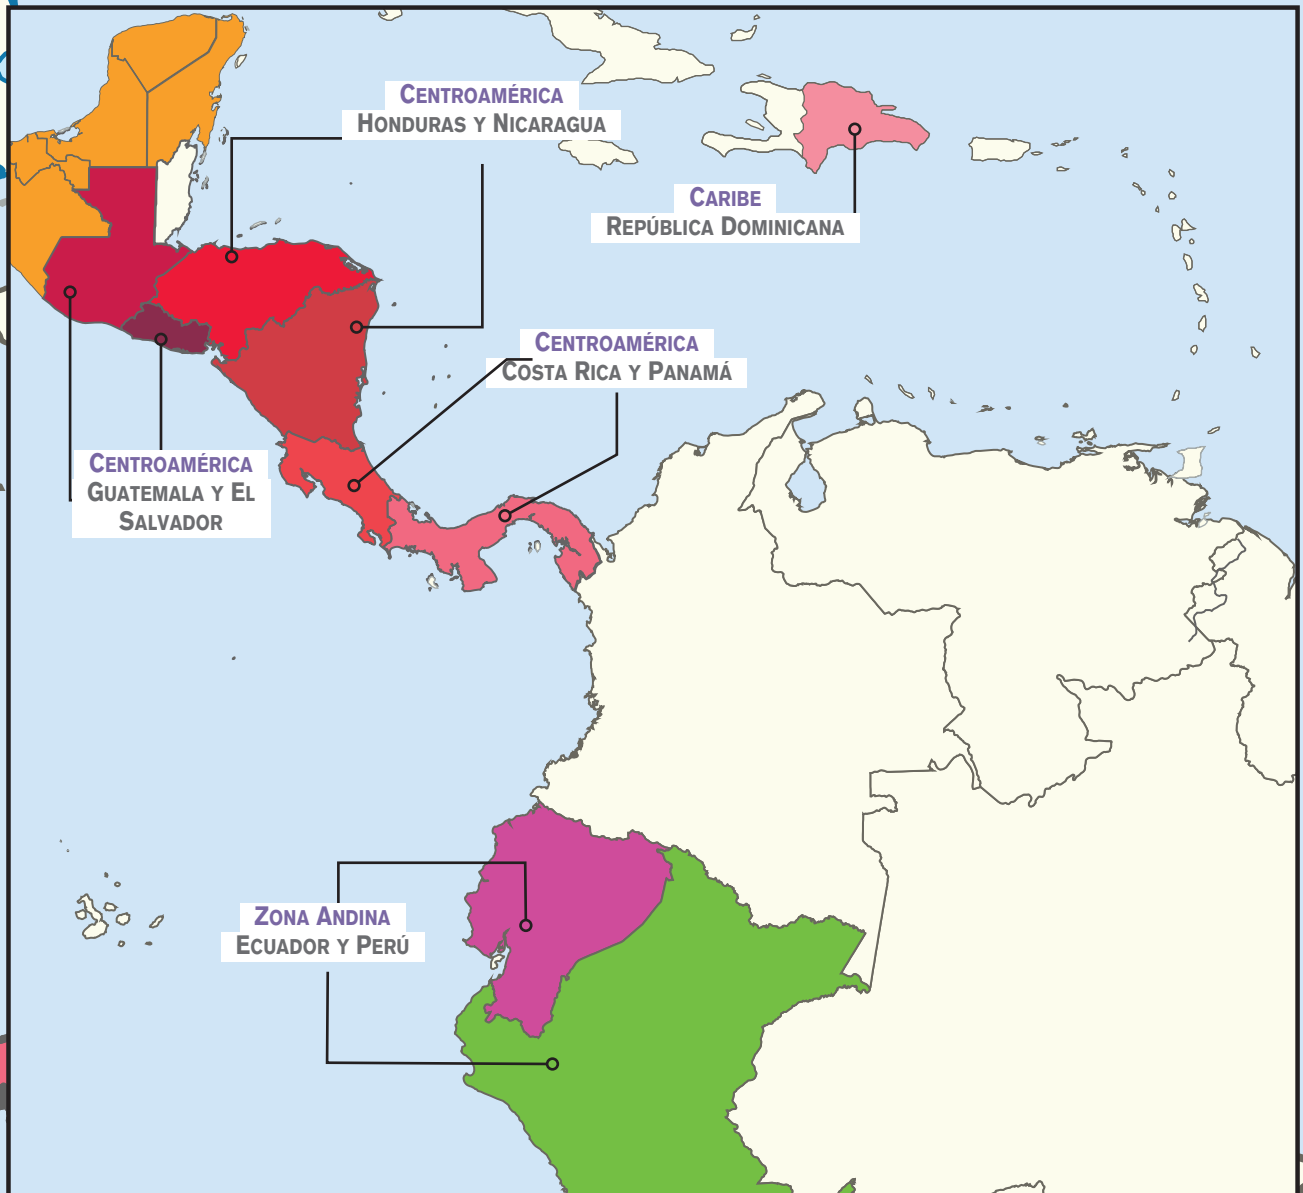 CENTROAMÉRICA
HONDURAS Y NICARAGUA
CARIBE
REPÚBLICA DOMINICANA
CENTROAMÉRICA
COSTA RICA Y PANAMÁ
CENTROAMÉRICA
GUATEMALA Y EL
SALVADOR
ZONA ANDINA
ECUADOR Y PERÚ